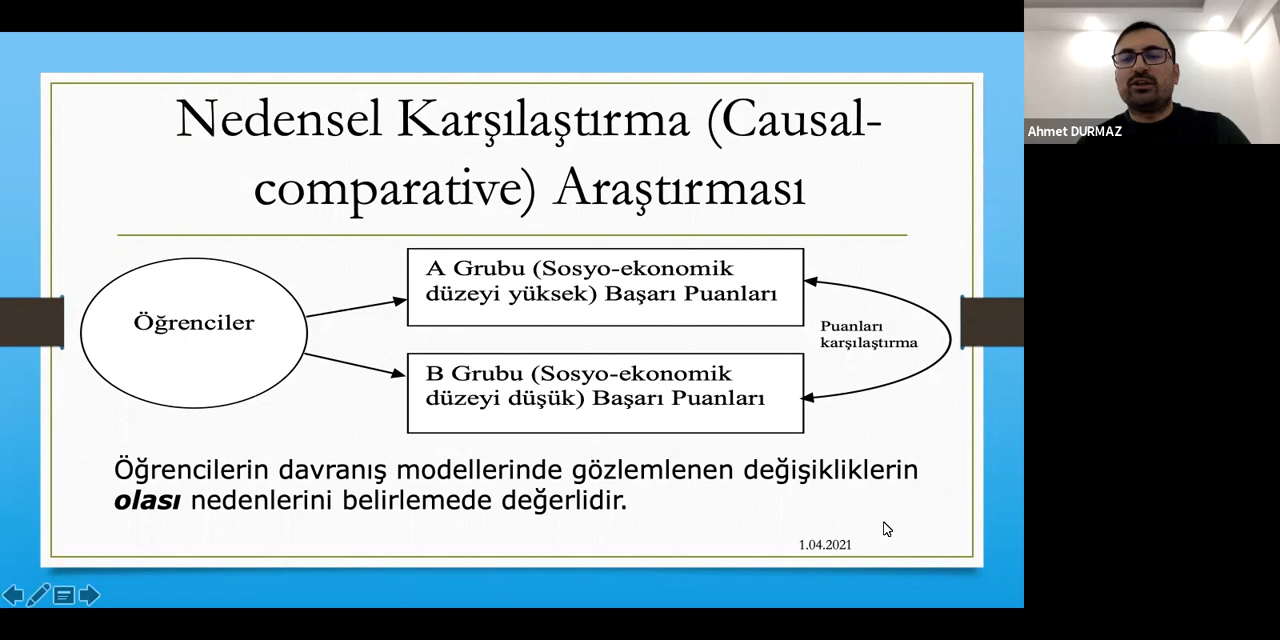 Nedensel Karşılaştırma (Causal-
comparative) Araştırması
Öğrenciler
A Grubu (Sosyo-ekonomik
düzeyi yüksek) Başarı Puanları
Puanları
karşılaştırma
B Grubu (Sosyo-ekonomik
düzeyi düşük) Başarı Puanları
Öğrencilerin davranış modellerinde gözlemlenen değişikliklerin
olası nedenlerini belirlemede değerlidir.
1.04.2021
Ahmet DURMAZ